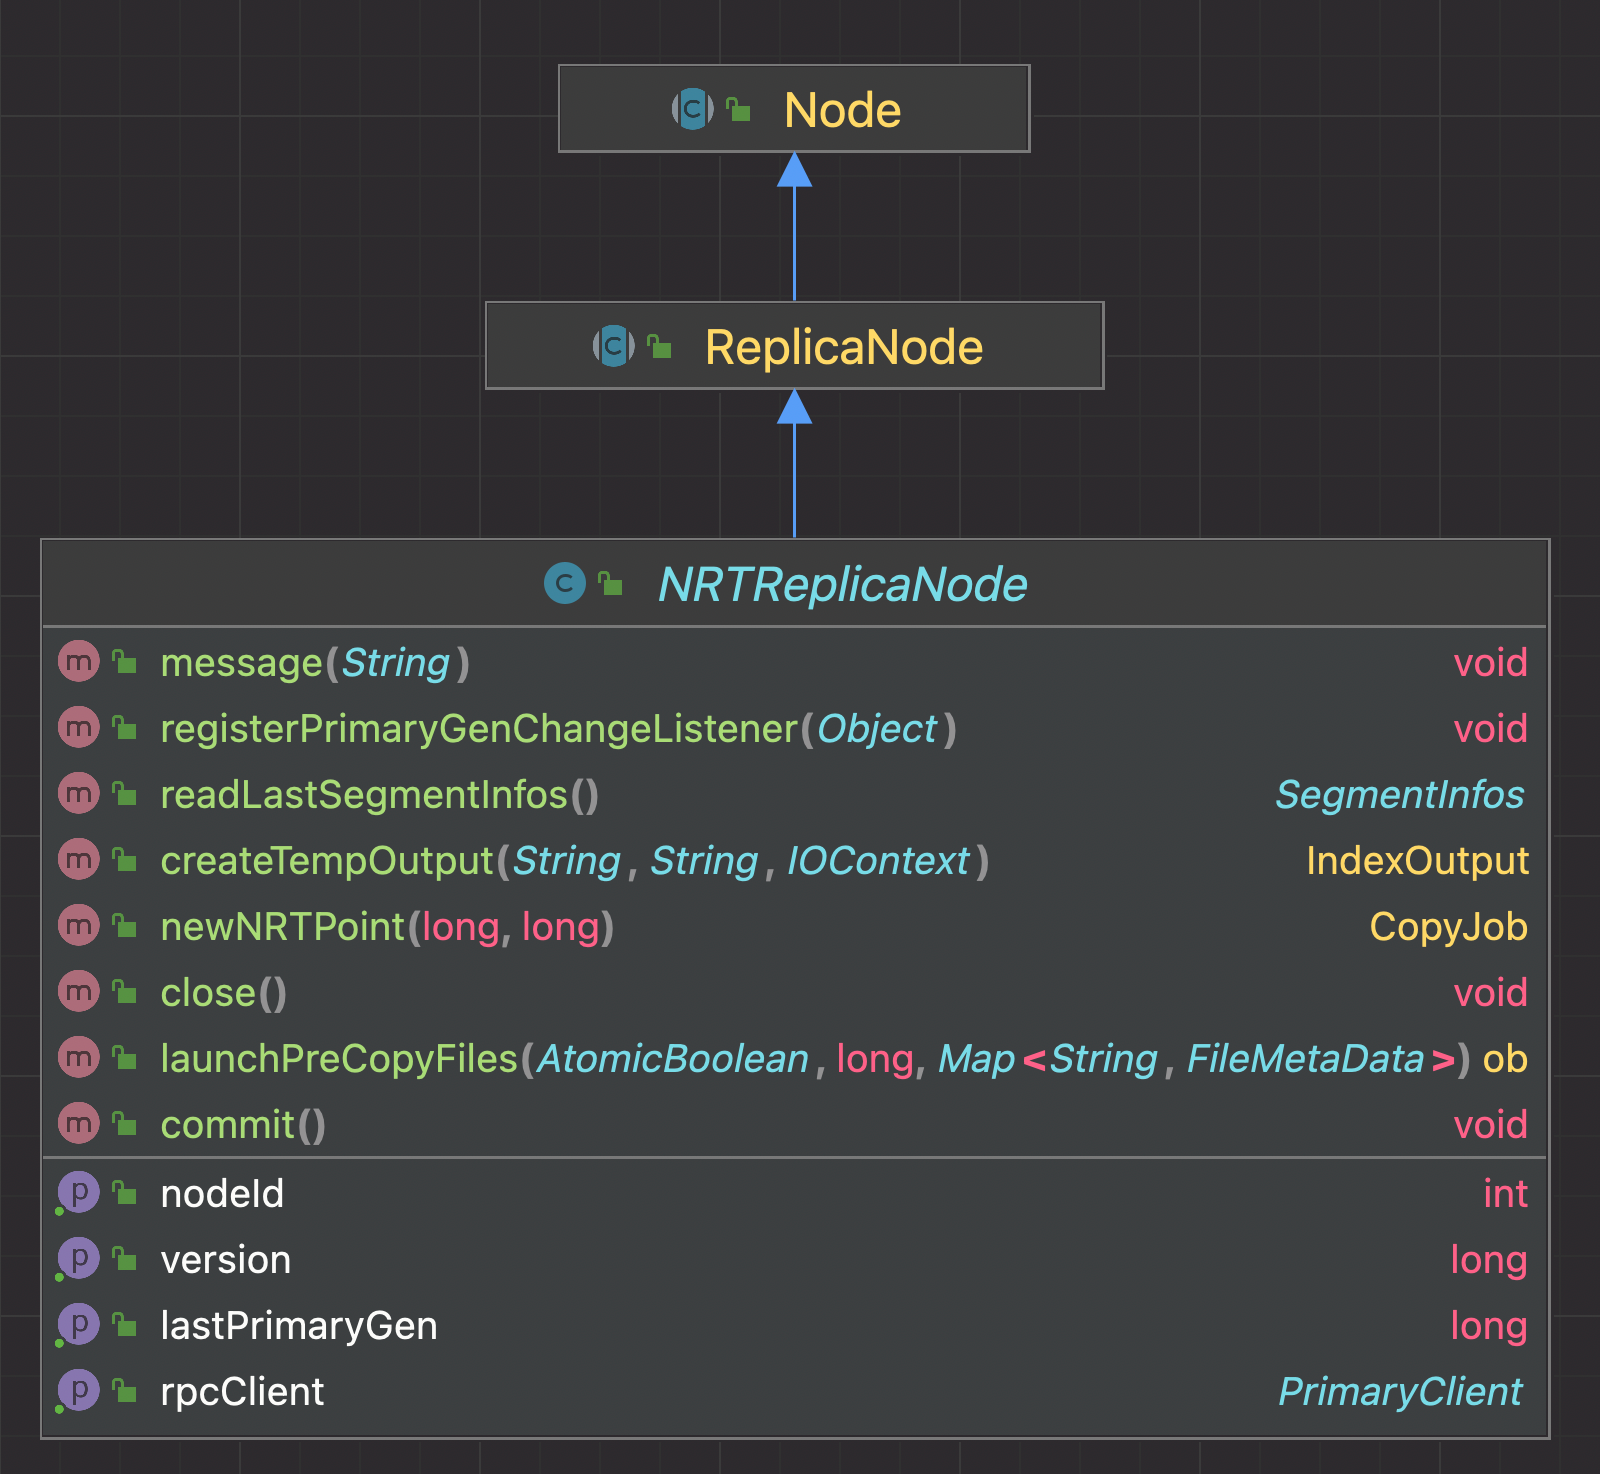 C Node
C ReplicaNode
C NRTReplicaNode
m message(String) void
m registerPrimaryGenChangeListener(Object) void
m readLastSegmentInfos() SegmentInfos
m createTempOutput(String, String, IOContext) IndexOutput
m newNRTPoint(long, long) CopyJob
m close() void
m launchPreCopyFiles(AtomicBoolean, long, Map<String, FileMetaData>) ob
m commit() void
p nodeId int
p version long
p lastPrimaryGen long
p rpcClient PrimaryClient